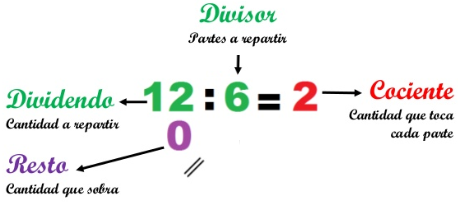 Divisor
Partes a repartir
Dividendo
Cantidad a repartir
12 : 6 = 2
0
Cociente
Cantidad que toca
cada parte
Resto
Cantidad que sobra